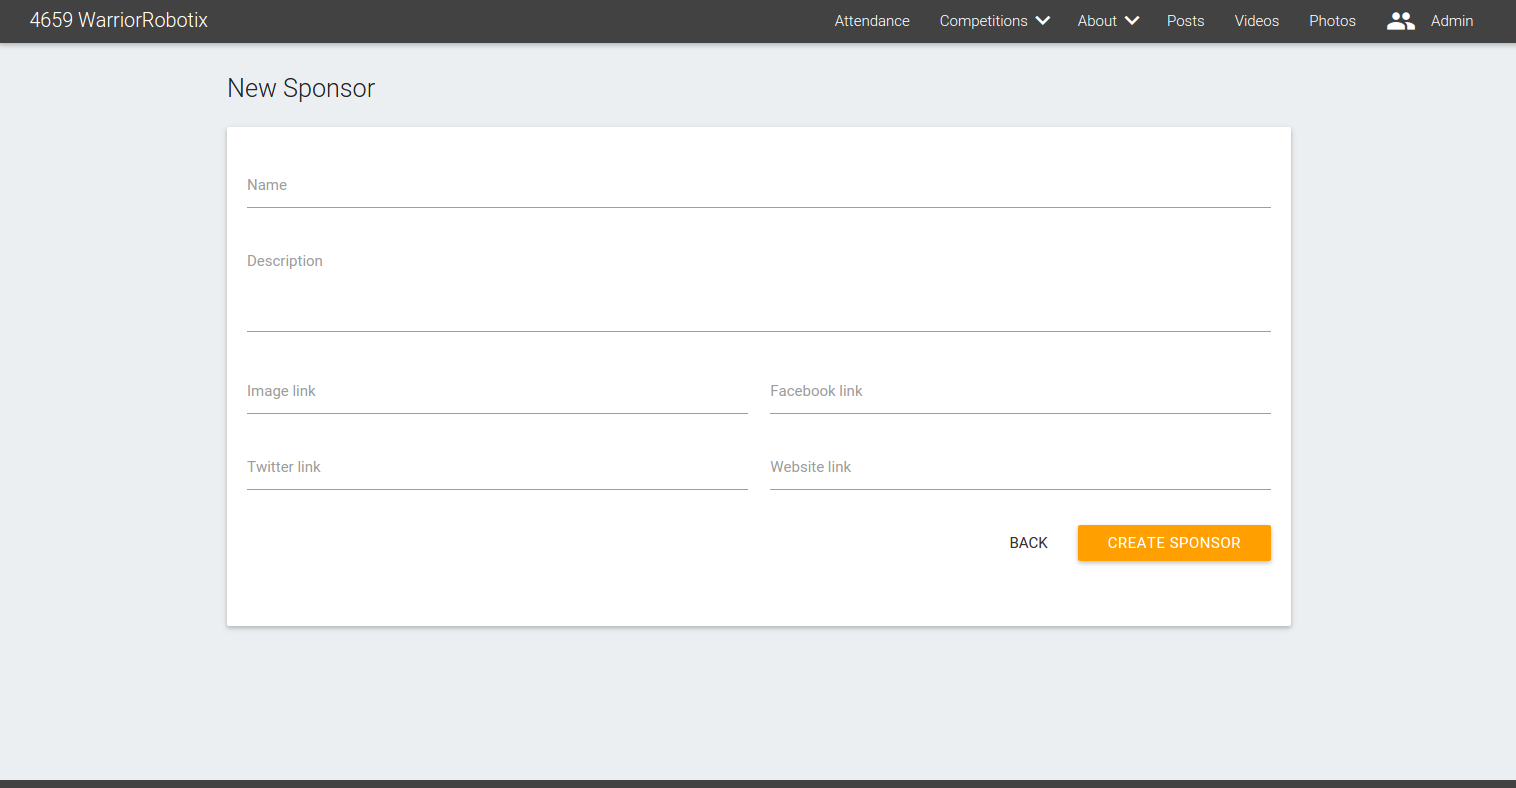 4659 WarriorRobotix Attendance Competitions About Posts Videos Photos Admin
New Sponsor
Name
Description
Image link Facebook link
Twitter link Website link
BACK CREATE SPONSOR